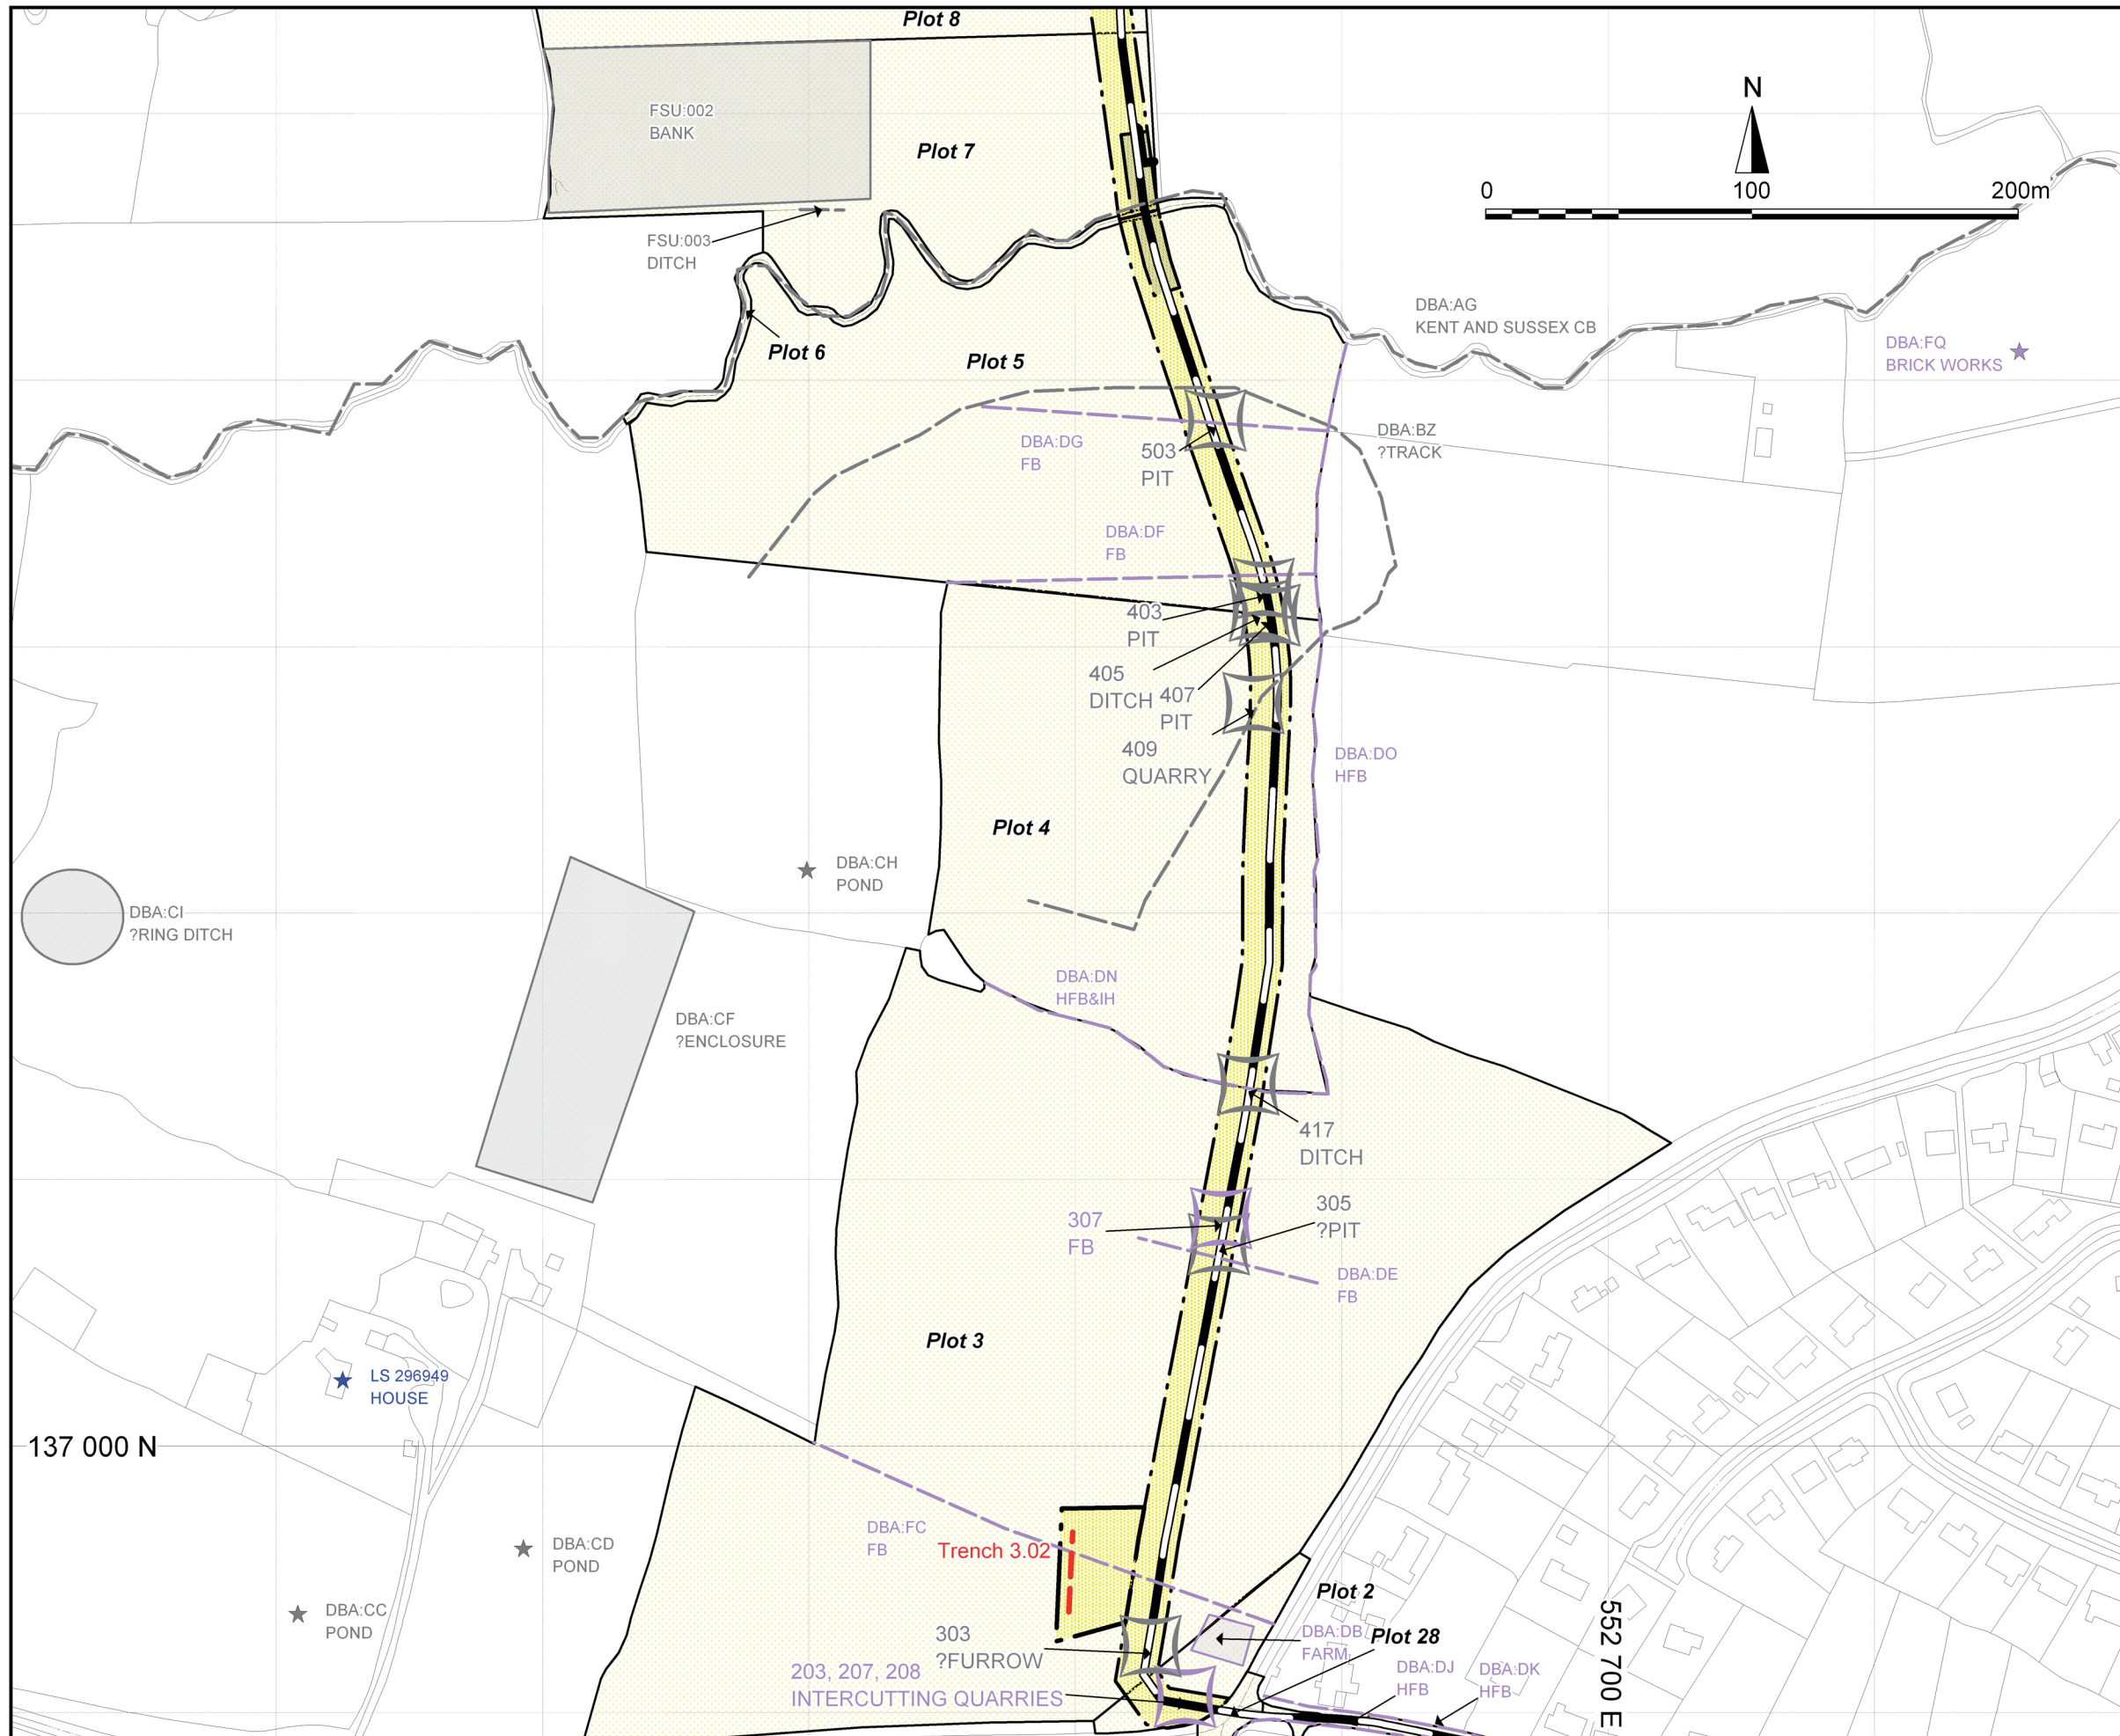 Plot 8
N
FSU:002
BANK
Plot 7
0 100 200m
FSU:003
DITCH
DBA:AG
KENT AND SUSSEX CB
Plot 6
Plot 5
DBA:FQ
BRICK WORKS
DBA:DG
FB
503
PIT
DBA:BZ
?TRACK
DBA:DF
FB
403
PIT
405
DITCH
407
PIT
409
QUARRY
DBA:DO
HFB
Plot 4
DBA:CH
POND
DBA:CI
?RING DITCH
DBA:DN
HFB&IH
DBA:CF
?ENCLOSURE
417
DITCH
307
FB
305
?PIT
DBA:DE
FB
Plot 3
LS 296949
HOUSE
137 000 N
DBA:FC
FB
Trench 3.02
DBA:CD
POND
DBA:CC
POND
Plot 2
552 700 E
303
?FURROW
DBA:DB
FARM
Plot 28
203, 207, 208
INTERCUTTING QUARRIES
DBA:DJ
HFB
DBA:DK
HFB